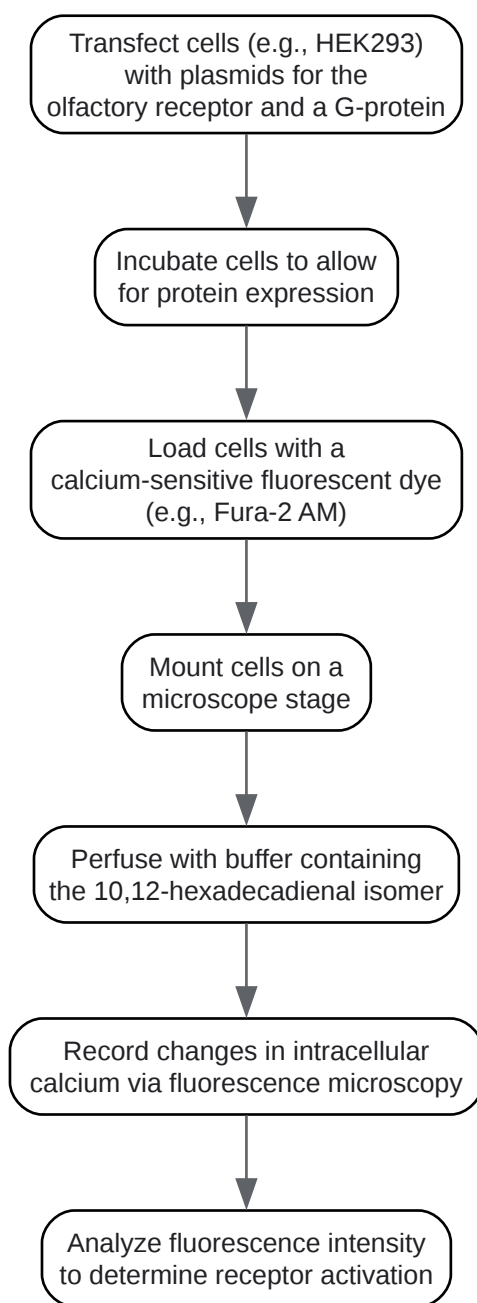 Transfect cells (e.g., HEK293)
with plasmids for the
olfactory receptor and a G-protein
Incubate cells to allow
for protein expression
Load cells with a
calcium-sensitive fluorescent dye
(e.g., Fura-2 AM)
Mount cells on a
microscope stage
Perfuse with buffer containing
the 10,12-hexadecadienal isomer
Record changes in intracellular
calcium via fluorescence microscopy
Analyze fluorescence intensity
to determine receptor activation